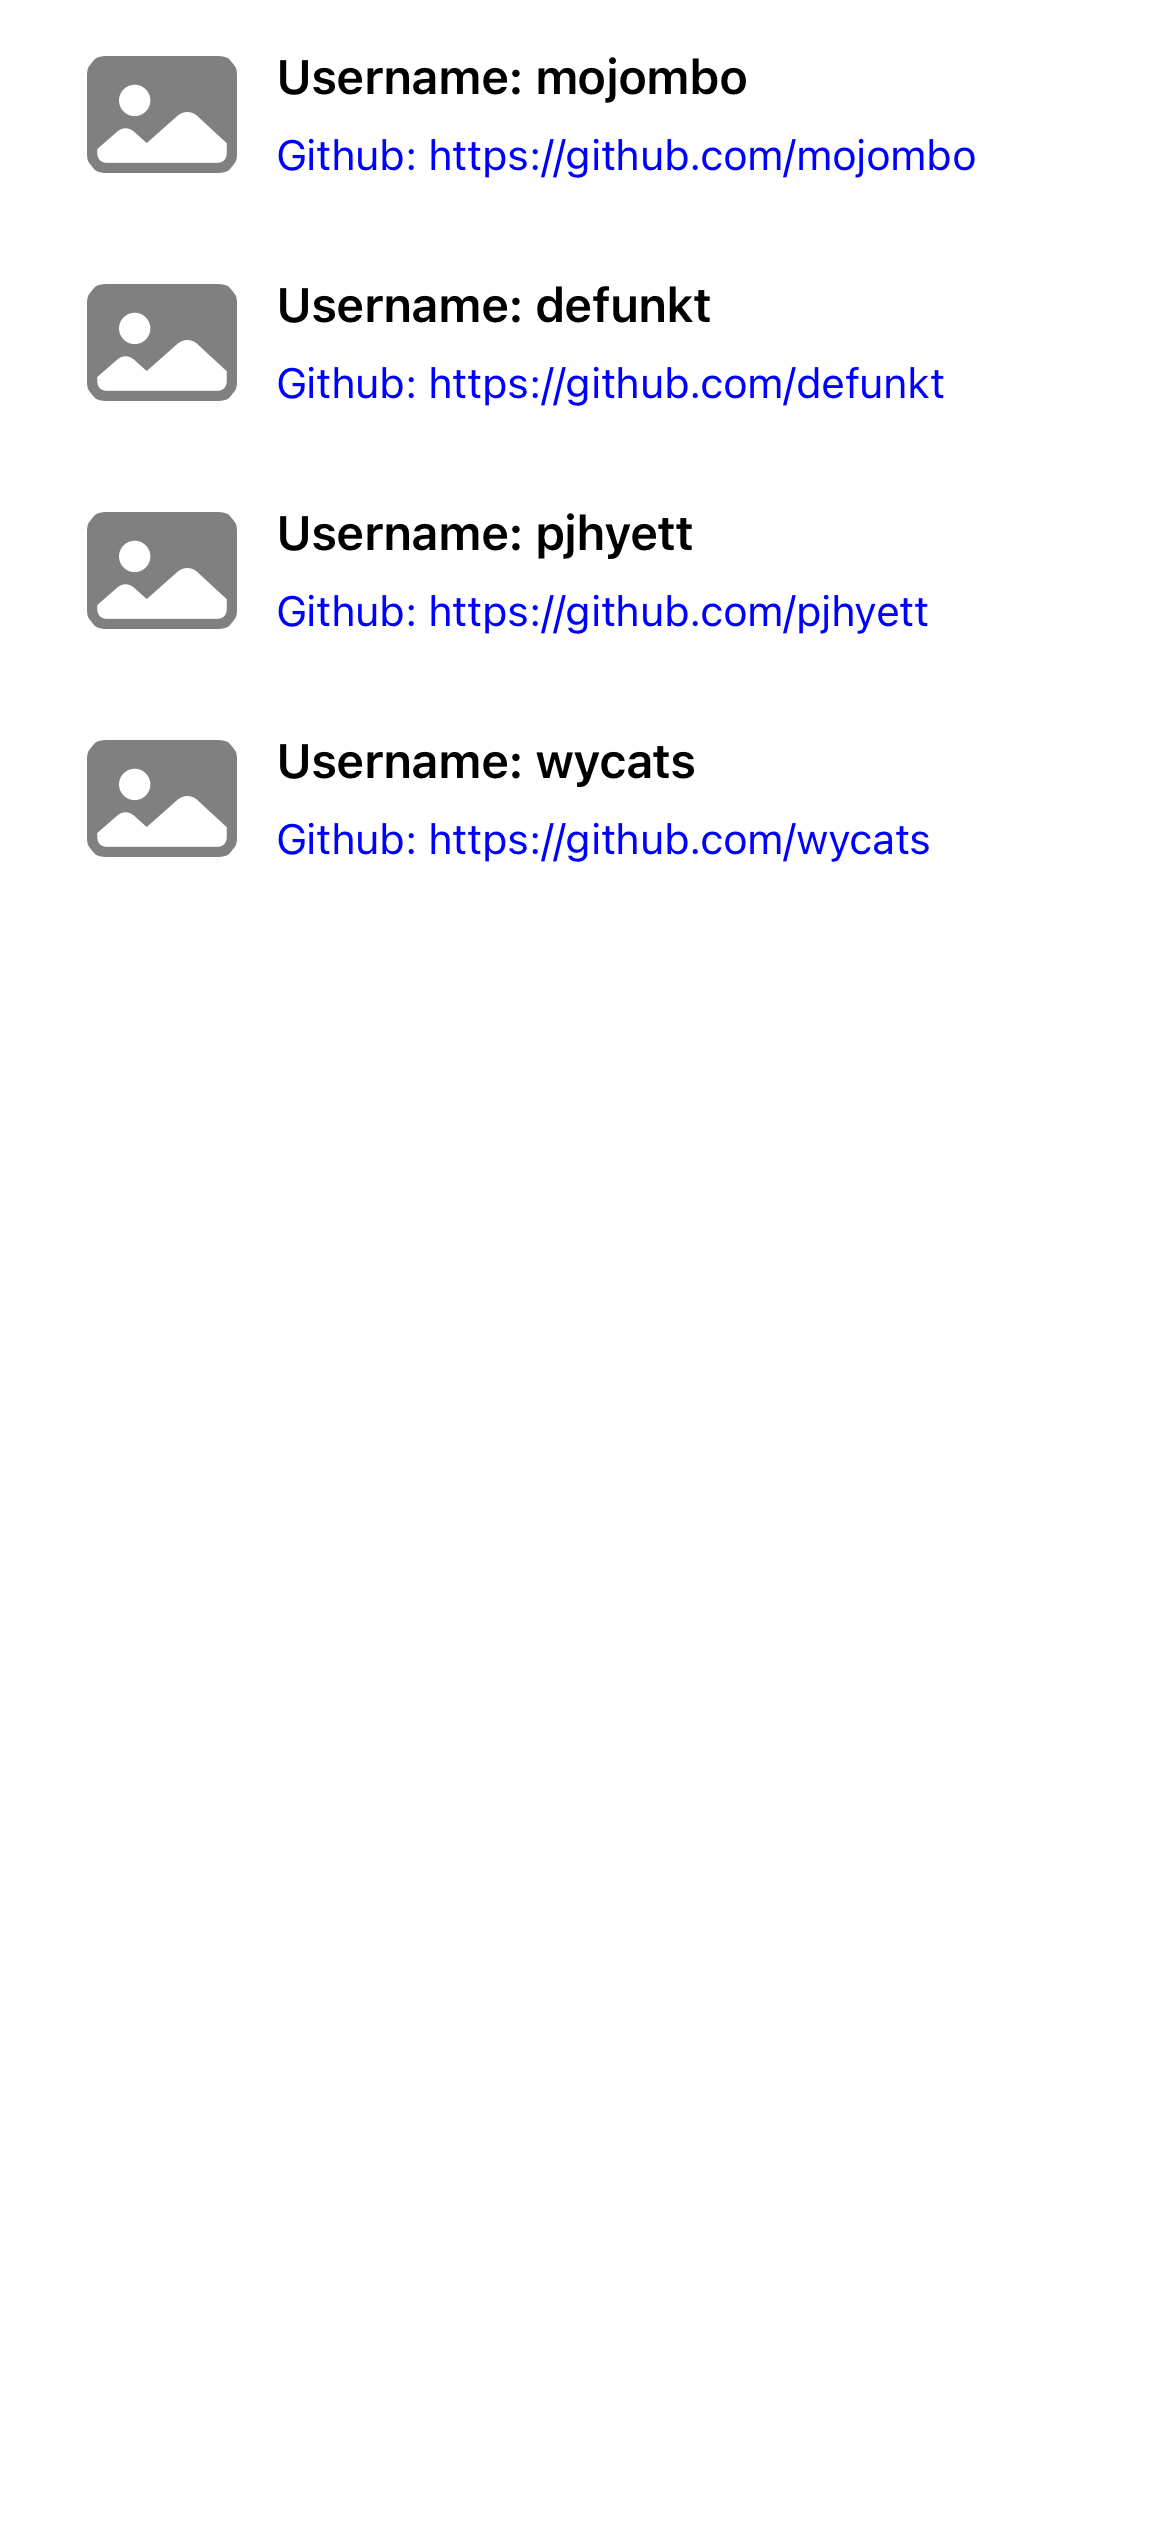 Username: mojombo
Github: https://github.com/mojombo
Username: defunkt
Github: https://github.com/defunkt
Username: pjhyett
Github: https://github.com/pjhyett
Username: wycats
Github: https://github.com/wycats